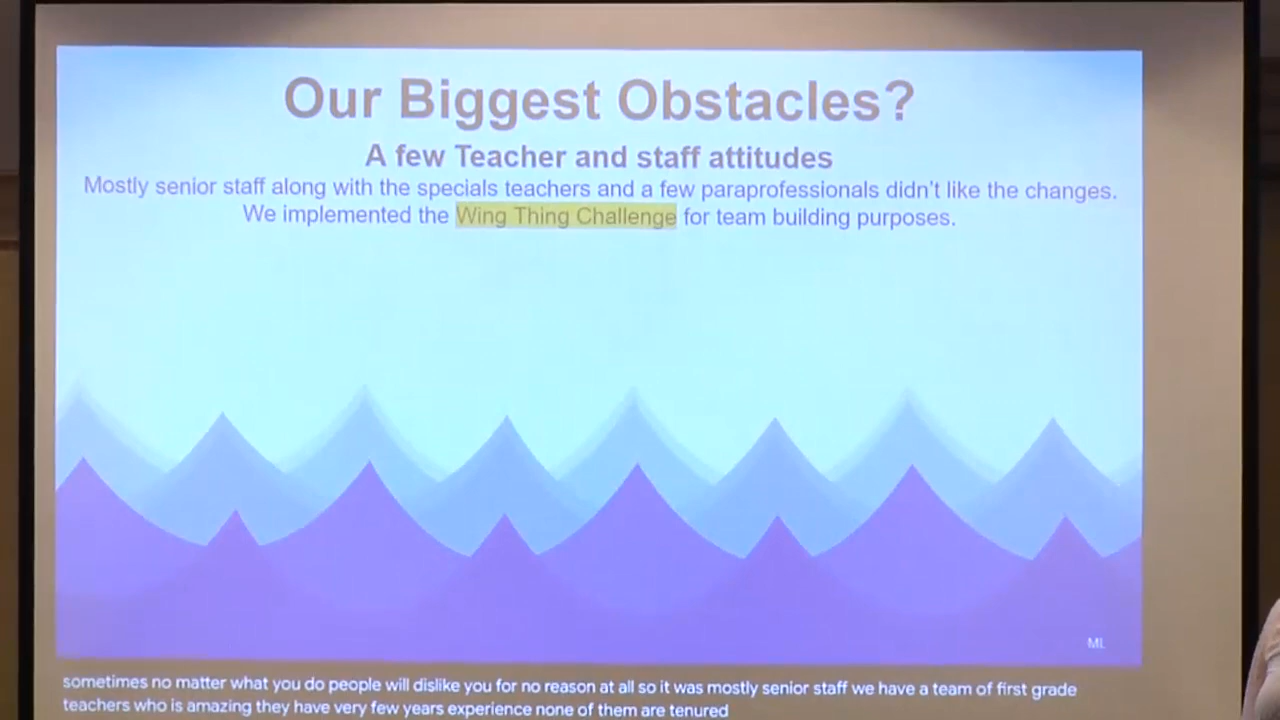 Our Biggest Obstacles?
A few Teacher and staff attitudes
Mostly senior staff along with the specials teachers and a few paraprofessionals didn't like the changes.
We implemented the Wing Thing Challenge for team building purposes.
ML
sometimes no matter what you do people will dislike you for no reason at all so it was mostly senior staff we have a team of first grade
teachers who is amazing they have very few years experience none of them are tenured